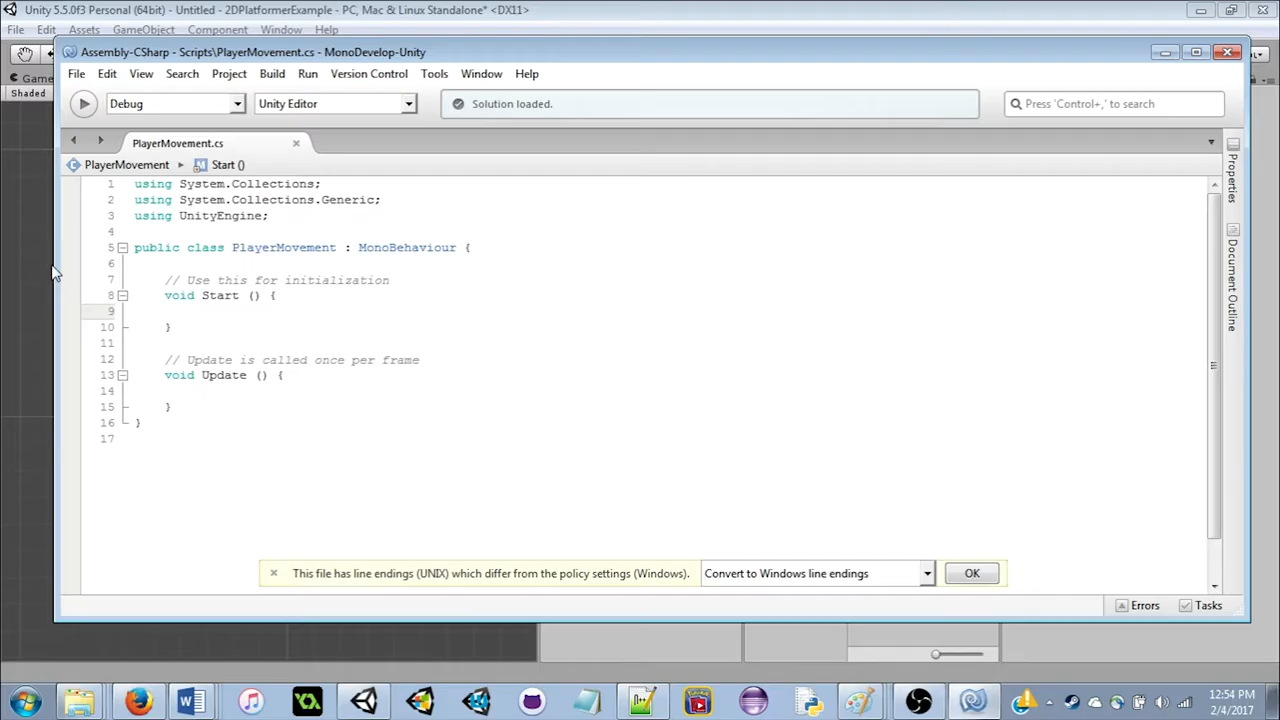 Unity 5.5.0f3 Personal (64bit) - Untitled - 2DPlatformerExample - PC, Mac & Linux Standalone* <DX11>
File Edit Assets GameObject Component Window Help
Assembly-CSharp - Scripts\PlayerMovement.cs - MonoDevelop-Unity
File Edit View Search Project Build Run Version Control Tools Window Help
Game
Shaded
Debug Unity Editor Solution loaded. Press 'Control+,' to search
PlayerMovement.cs
PlayerMovement Start ()
1 using System.Collections;
2 using System.Collections.Generic;
3 using UnityEngine;
4
5 public class PlayerMovement : MonoBehaviour {
6
7 // Use this for initialization
8 void Start () {
9
10 }
11
12 // Update is called once per frame
13 void Update () {
14
15 }
16 }
17
Properties
Document Outline
This file has line endings (UNIX) which differ from the policy settings (Windows). Convert to Windows line endings OK
Errors Tasks
12:54 PM
2/4/2017